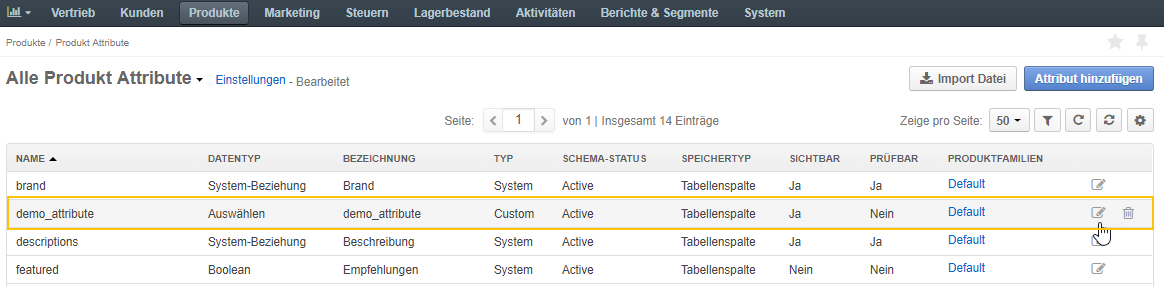 Vertrieb Kunden Produkte Marketing Steuern Lagerbestand Aktivitäten Berichte & Segmente System
Produkte / Produkt Attribute
Alle Produkt Attribute Einstellungen - Bearbeitet Import Datei Attribut hinzufügen
Seite: 1 von 1 | Insgesamt 14 Einträge Zeige pro Seite: 50
NAME DATENTYP BEZEICHNUNG TYP SCHEMA-STATUS SPEICHERTYP SICHTBAR PRÜFBAR PRODUKTFAMILIEN
brand System-Beziehung Brand System Active Tabellenspalte Ja Ja Default
demo_attribute Auswählen demo_attribute Custom Active Tabellenspalte Ja Nein Default
descriptions System-Beziehung Beschreibung System Active Tabellenspalte Ja Ja Default
featured Boolean Empfehlungen System Active Tabellenspalte Nein Nein Default